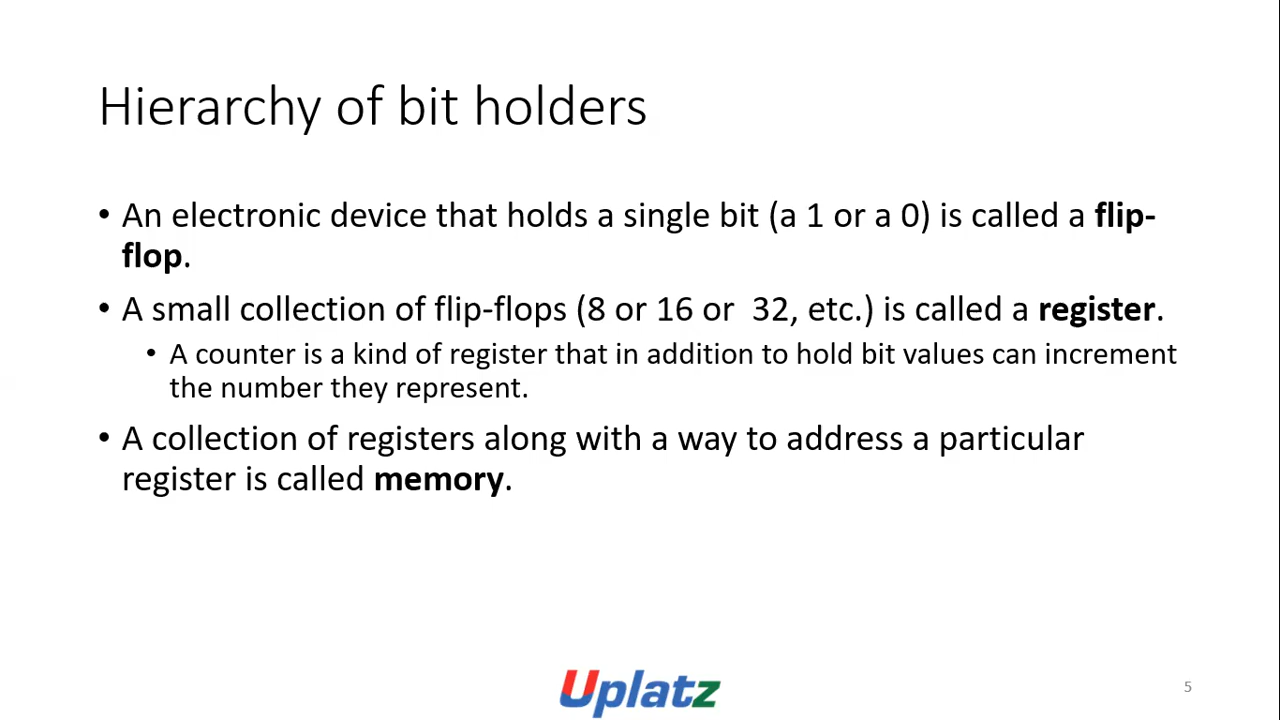 Hierarchy of bit holders
• An electronic device that holds a single bit (a 1 or a 0) is called a flip-
flop.
• A small collection of flip-flops (8 or 16 or  32, etc.) is called a register.
• A counter is a kind of register that in addition to hold bit values can increment
the number they represent.
• A collection of registers along with a way to address a particular
register is called memory.
Uplatz
5